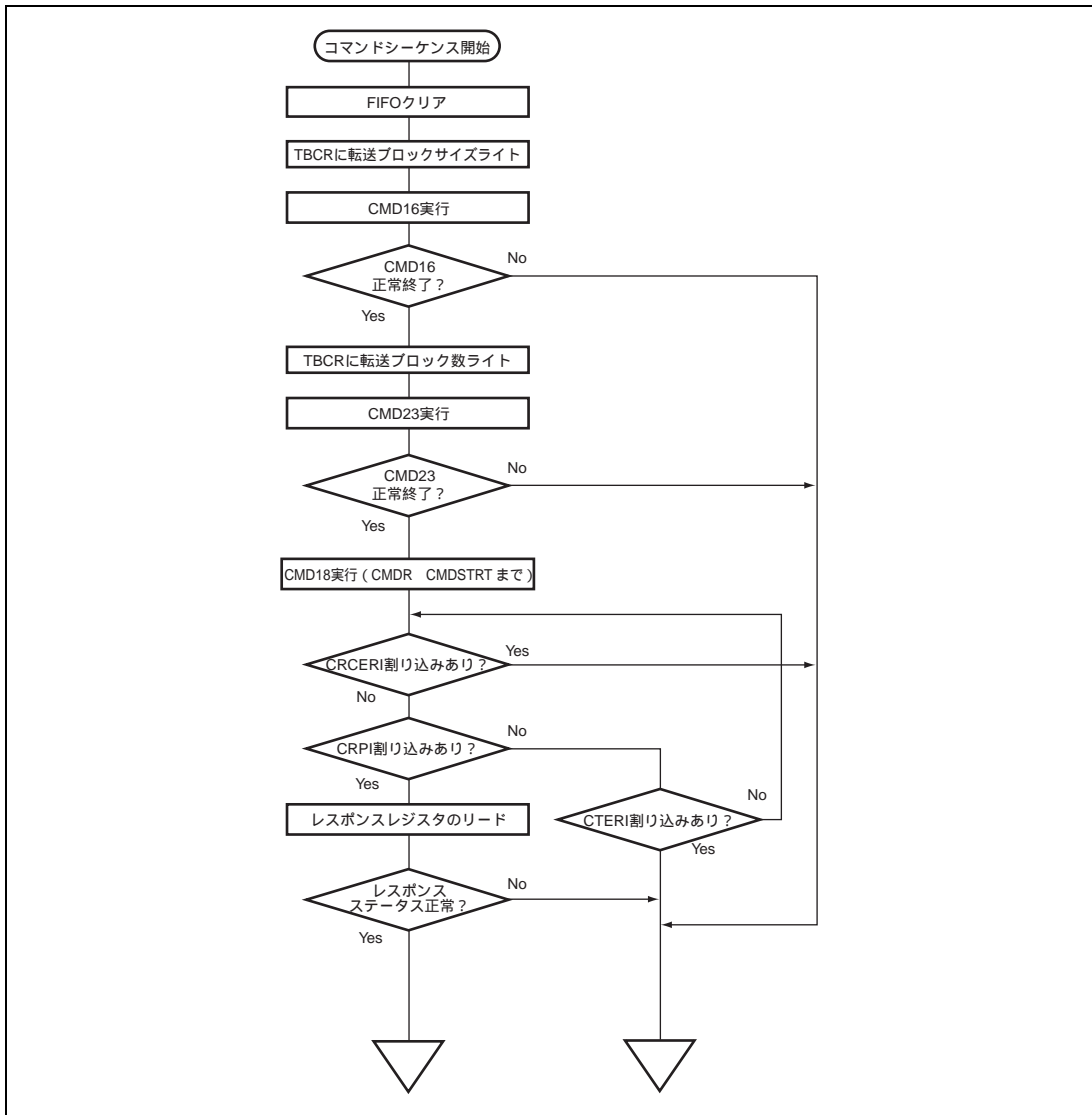 コマンドシーケンス開始
FIFOクリア
TBCRに転送ブロックサイズライト
CMD16実行
CMD16
正常終了？
No
Yes
TBCRに転送ブロック数ライト
CMD23実行
CMD23
正常終了？
No
Yes
CMD18実行（CMDR　CMDSTRT まで）
CRCERI割り込みあり？
Yes
No
CRPI割り込みあり？
No
Yes
レスポンスレジスタのリード
CTERI割り込みあり？
No
Yes
レスポンス
ステータス正常？
No
Yes